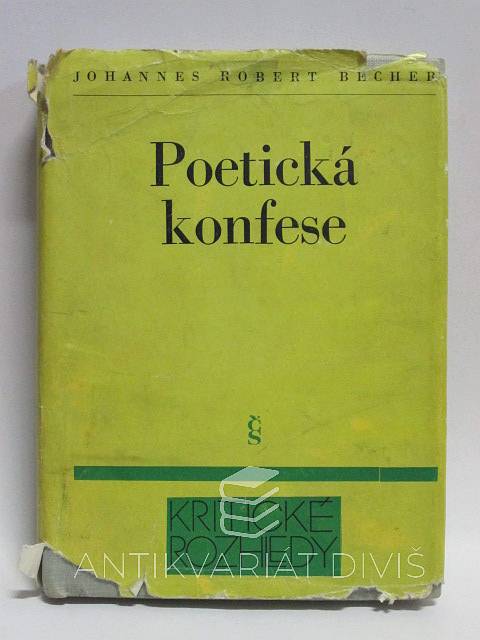 JOHANNES ROBERT BECHER
Poetická
konfese
čs
KRITICKÉ
ROZHLEDY
ANTIKVARIÁT DIVIŠ